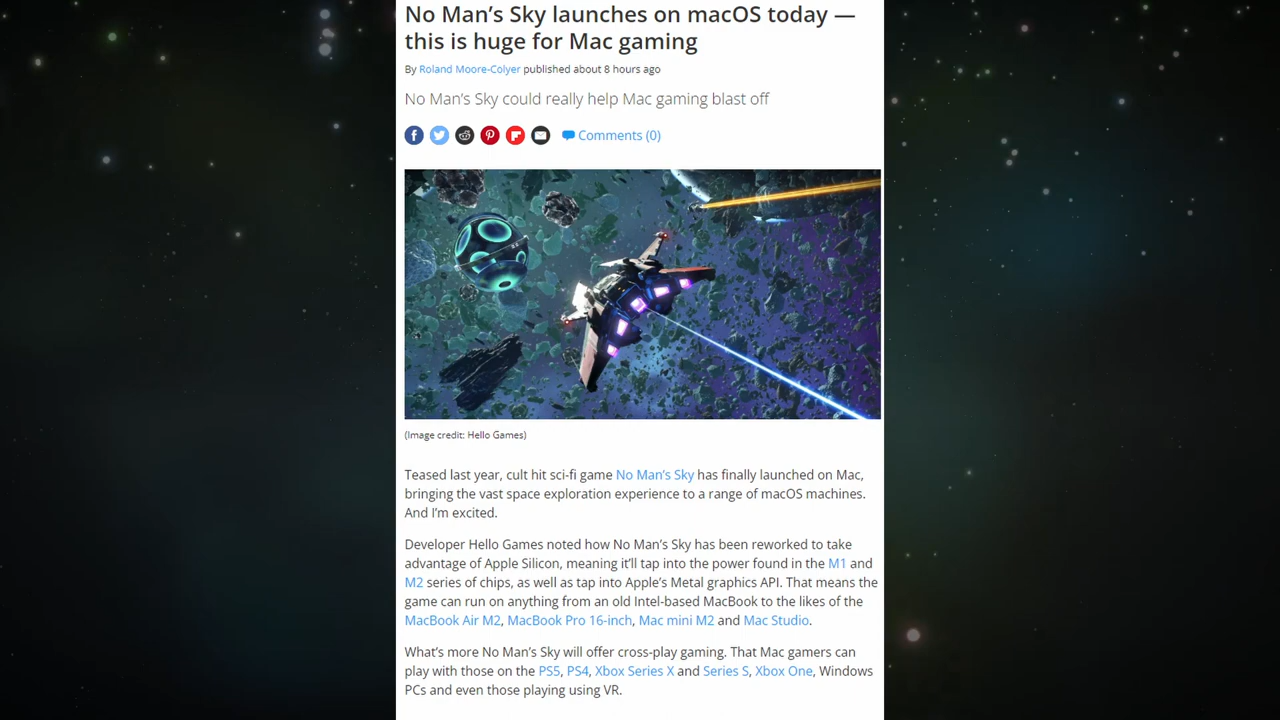 No Man’s Sky launches on macOS today —
this is huge for Mac gaming
By Roland Moore-Colyer published about 8 hours ago
No Man’s Sky could really help Mac gaming blast off
Comments (0)
(Image credit: Hello Games)
Teased last year, cult hit sci-fi game No Man’s Sky has finally launched on Mac,
bringing the vast space exploration experience to a range of macOS machines.
And I’m excited.
Developer Hello Games noted how No Man’s Sky has been reworked to take
advantage of Apple Silicon, meaning it’ll tap into the power found in the M1 and
M2 series of chips, as well as tap into Apple’s Metal graphics API. That means the
game can run on anything from an old Intel-based MacBook to the likes of the
MacBook Air M2, MacBook Pro 16-inch, Mac mini M2 and Mac Studio.
What’s more No Man’s Sky will offer cross-play gaming. That Mac gamers can
play with those on the PS5, PS4, Xbox Series X and Series S, Xbox One, Windows
PCs and even those playing using VR.